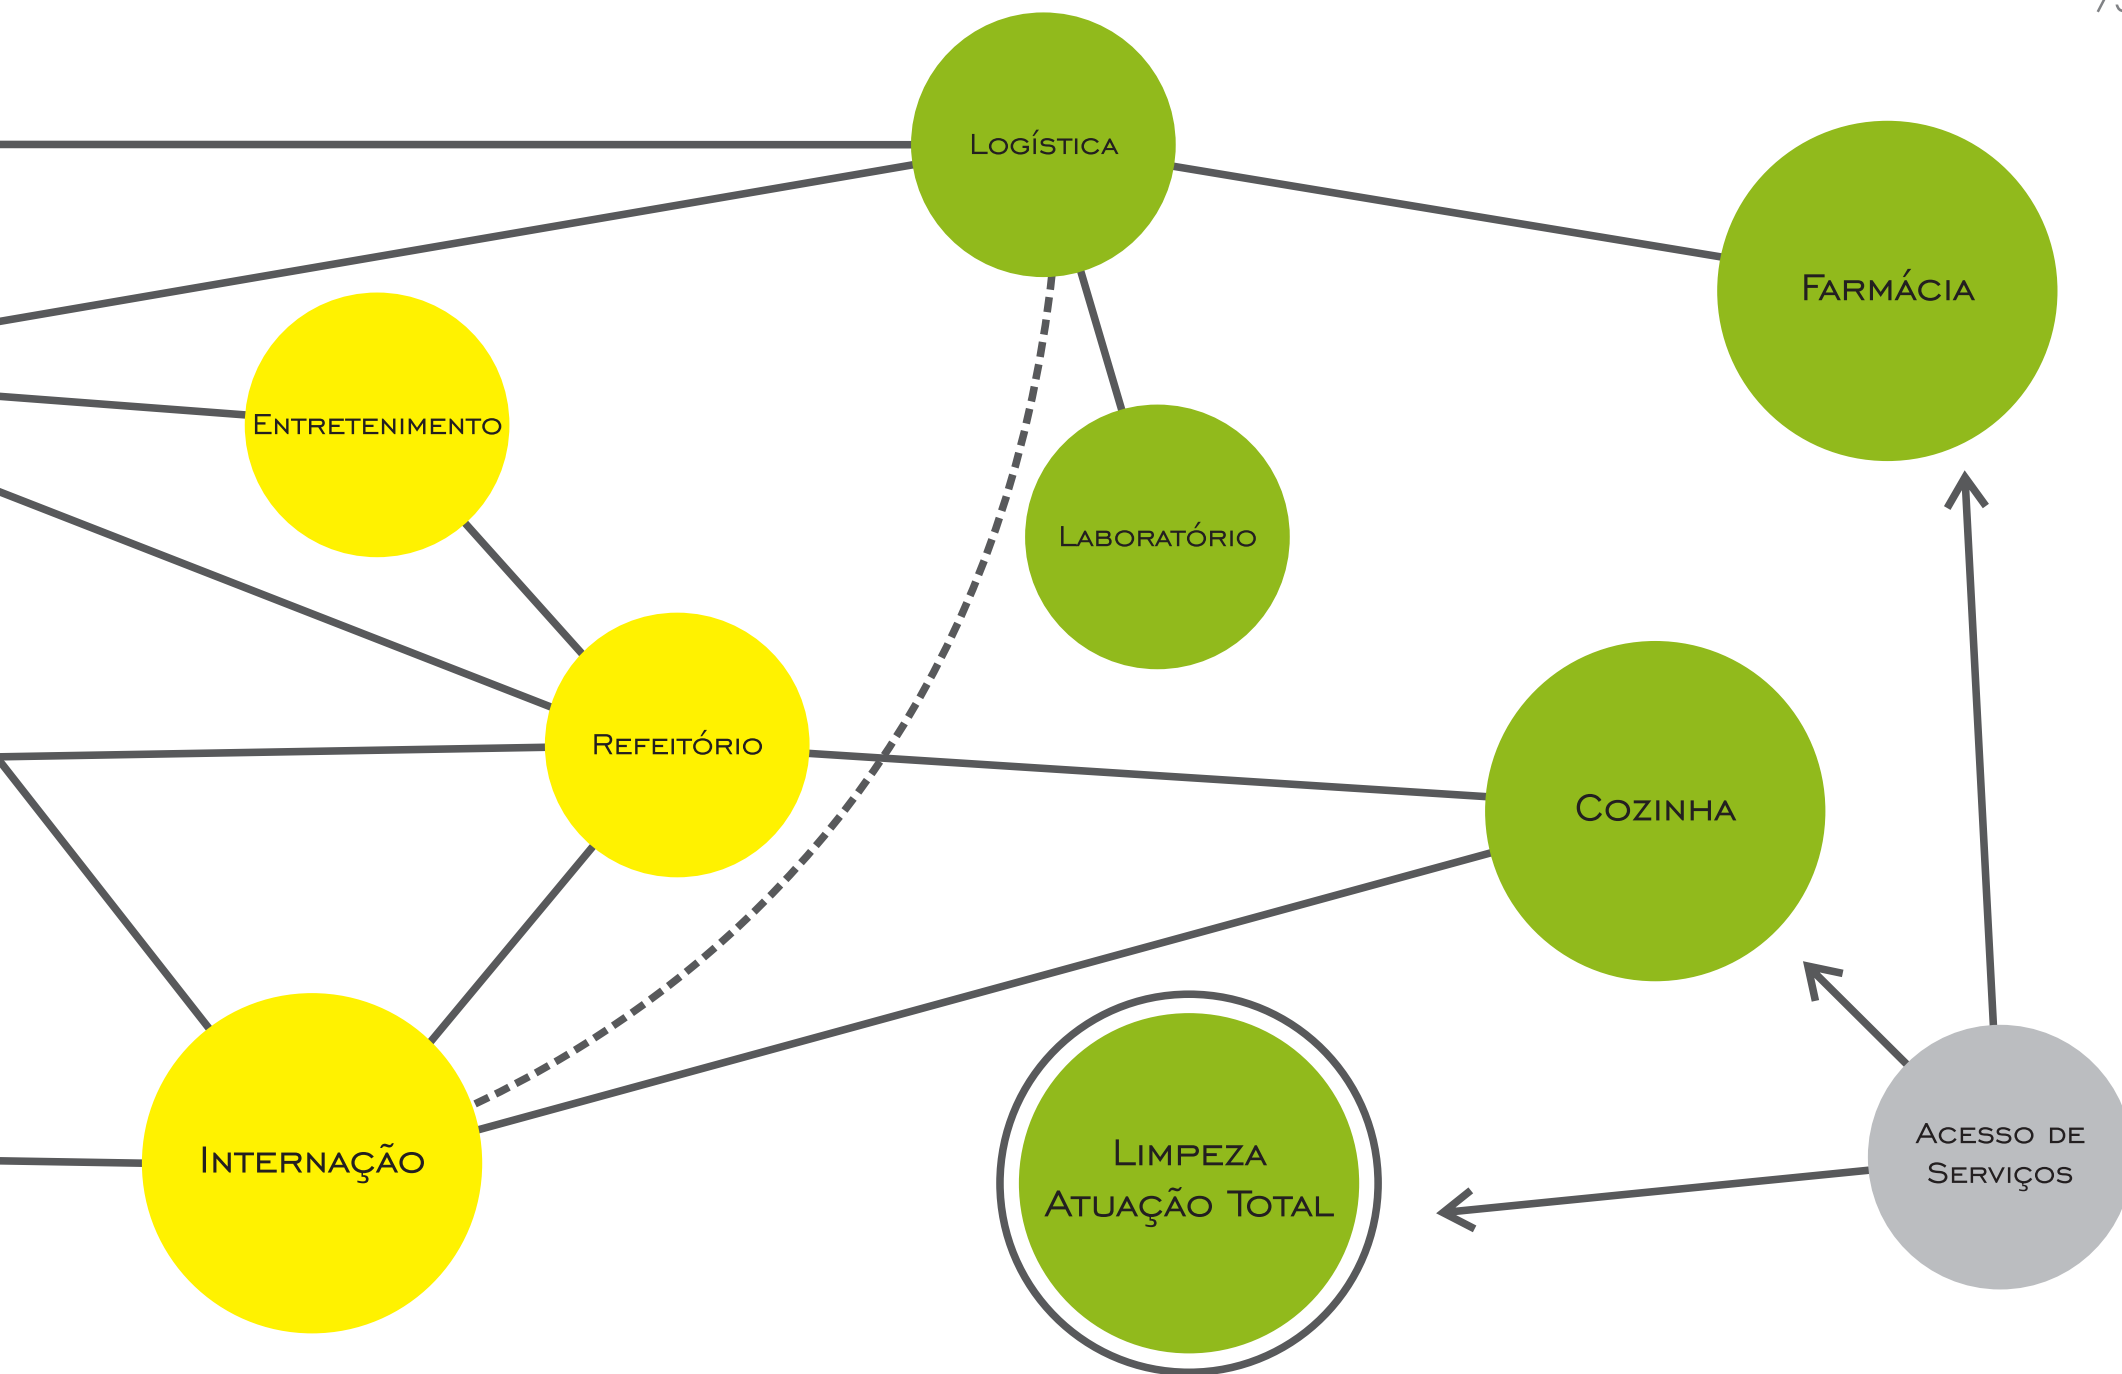 Logística
Farmácia
Entretenimento
Laboratório
Refeitório
Cozinha
Internação
Limpeza
Atuação Total
Acesso de
Serviços